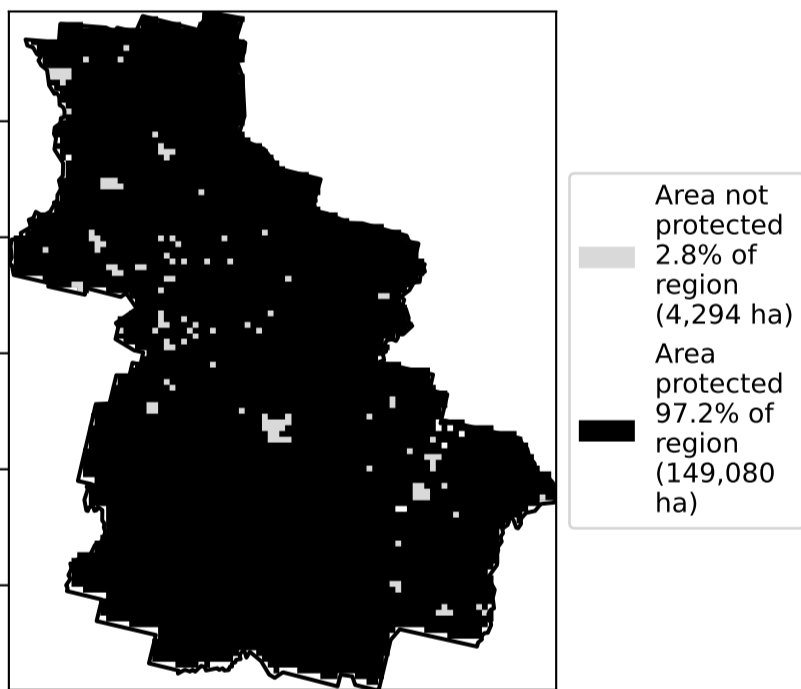 Area not
protected
2.8% of
region
(4,294 ha)
Area
protected
97.2% of
region
(149,080
ha)